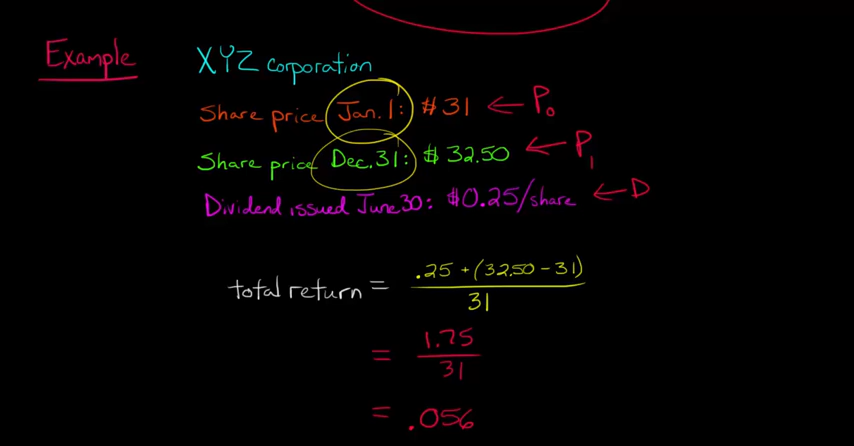 Example
XYZ corporation
Share price Jan. 1: $31 ← P₀
Share price Dec. 31: $32.50 ← P₁
Dividend issued June 30: $0.25/share ← D
total return = .25 + (32.50 - 31)
31
= 1.75
31
= .056